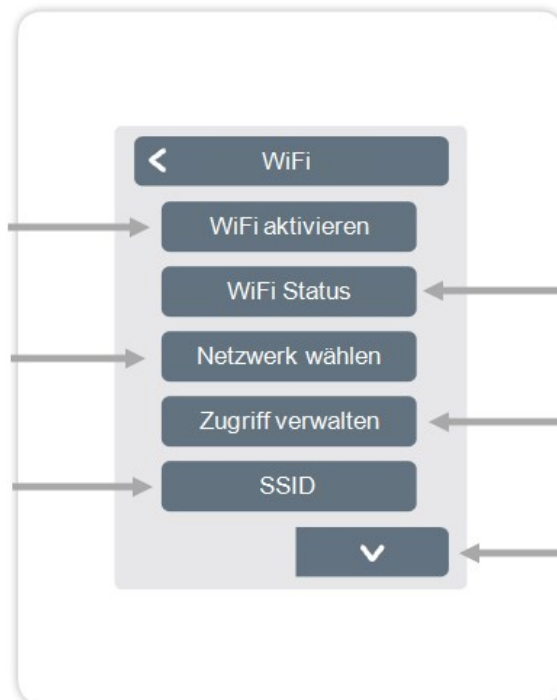 WiFi
WiFi aktivieren
WiFi Status
Netzwerk wählen
Zugriff verwalten
SSID